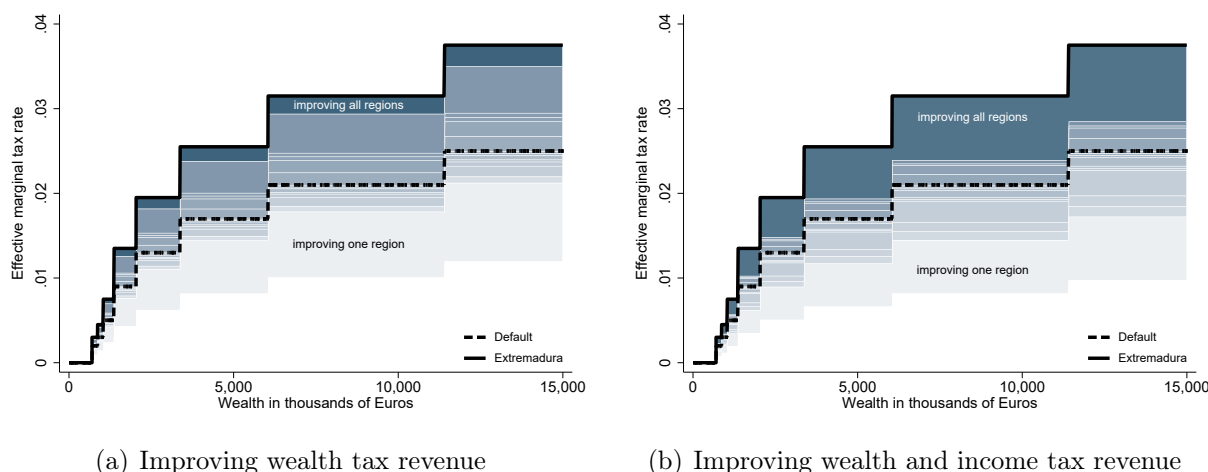 .04
.03
.02
.01
0
Effective marginal tax rate
improving all regions
improving one region
Default
Extremadura
0 5,000 10,000 15,000
Wealth in thousands of Euros
(a) Improving wealth tax revenue
.04
.03
.02
.01
0
Effective marginal tax rate
improving all regions
improving one region
Default
Extremadura
0 5,000 10,000 15,000
Wealth in thousands of Euros
(b) Improving wealth and income tax revenue